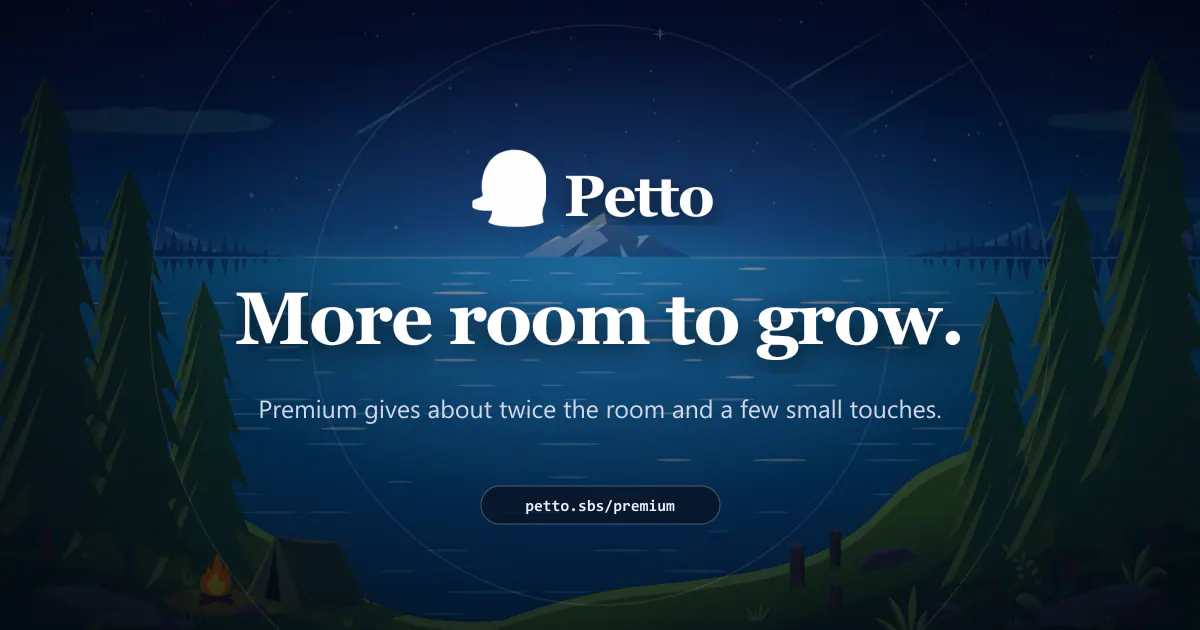 Petto
More room to grow.
Premium gives about twice the room and a few small touches.
petto.sbs/premium